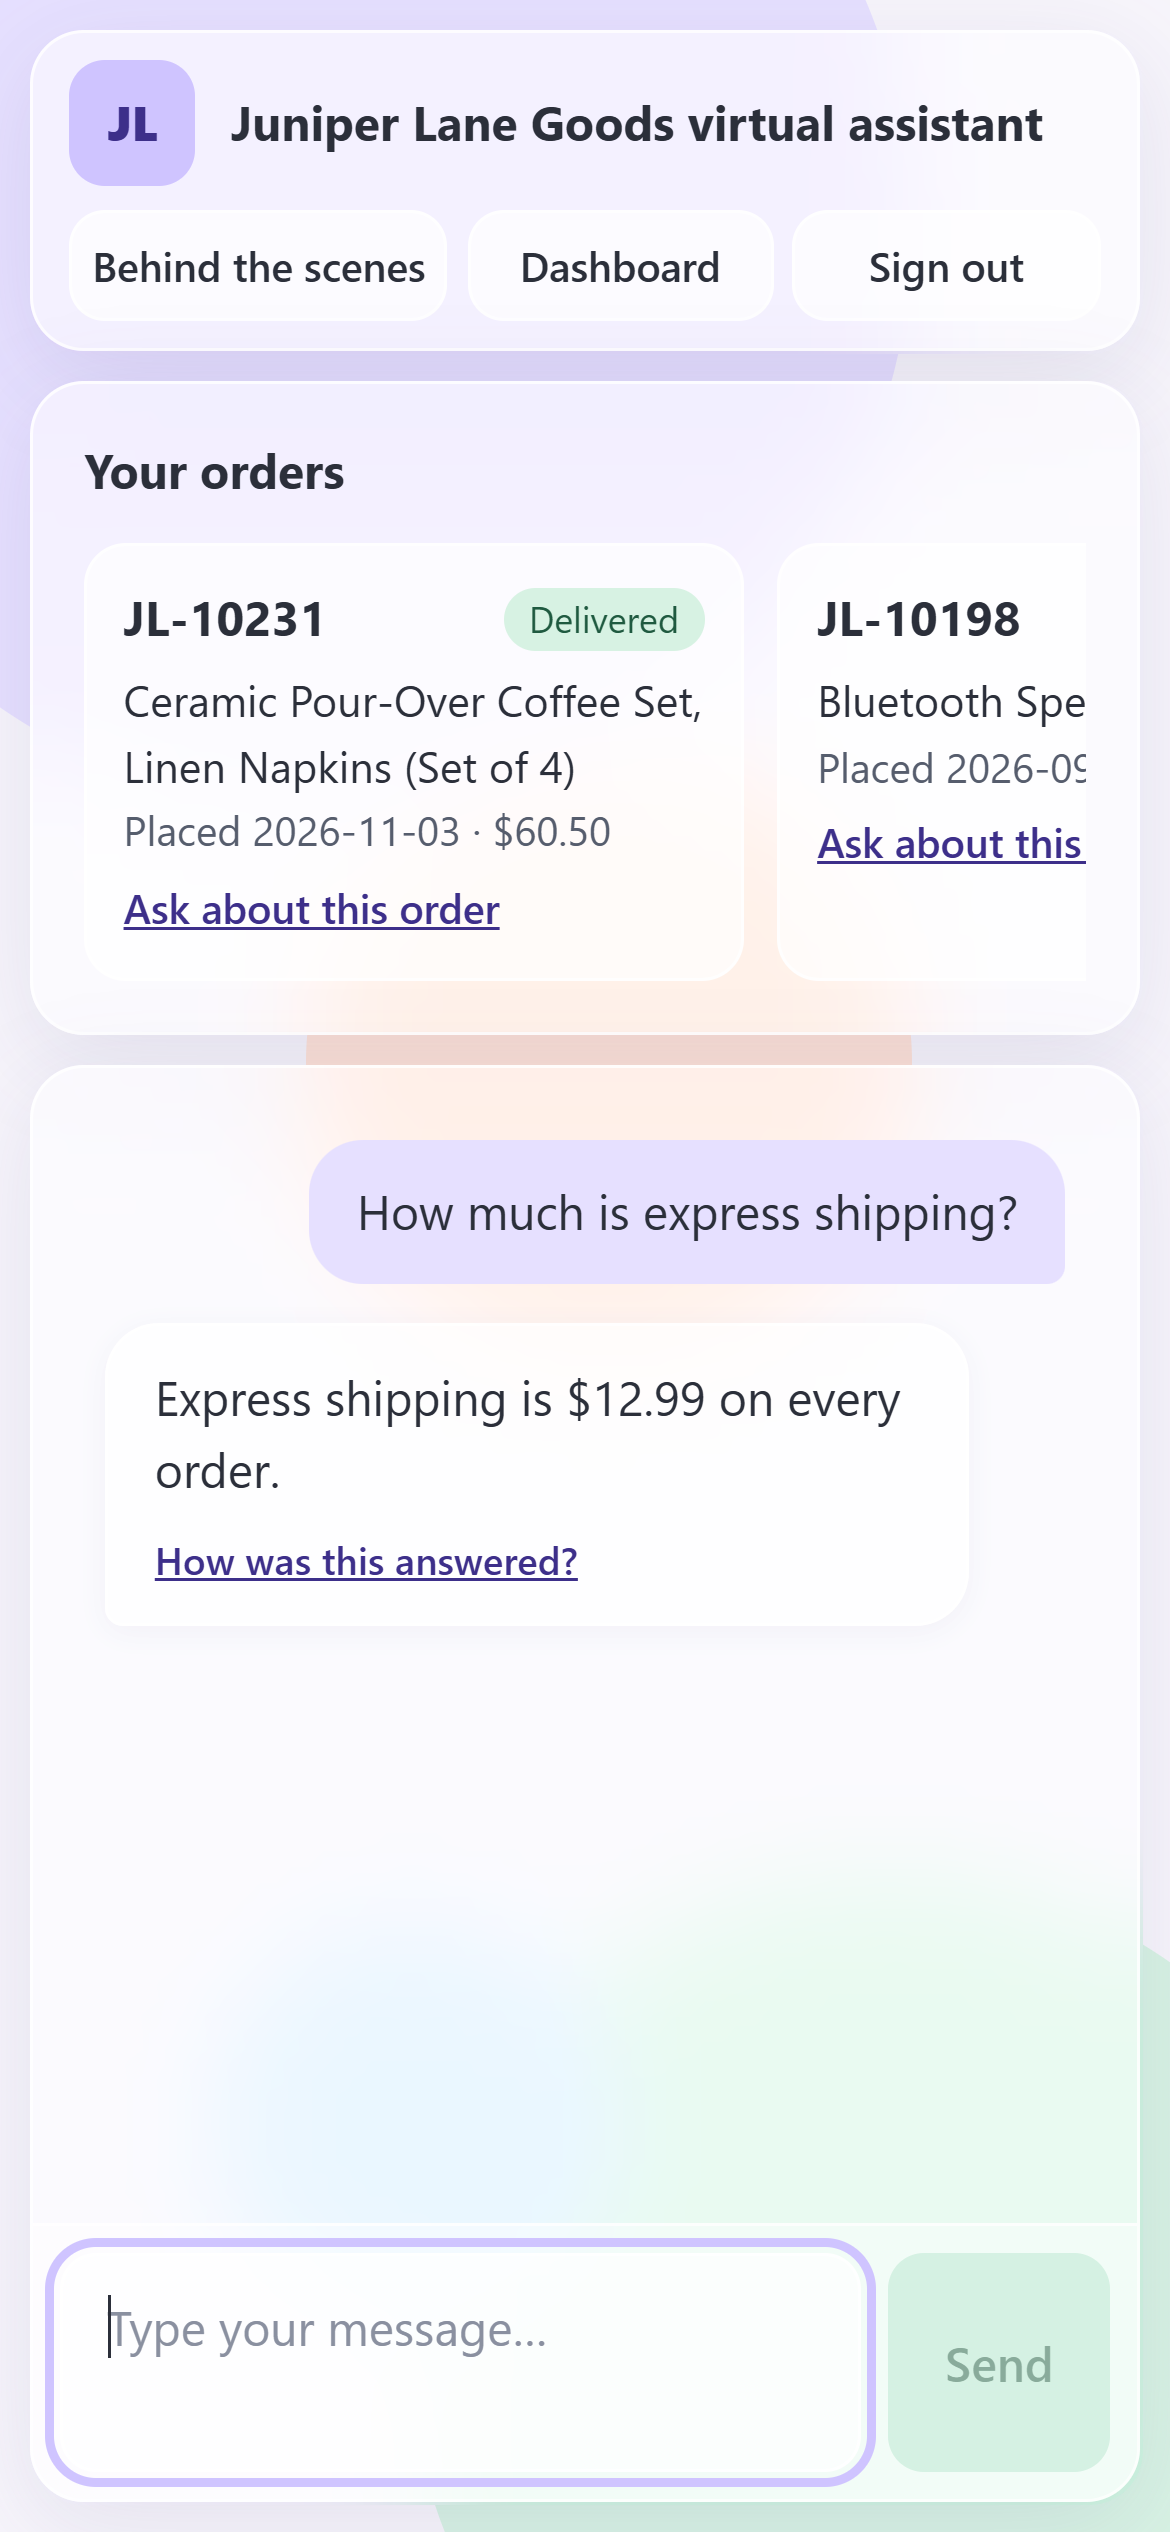 JL
Juniper Lane Goods virtual assistant
Behind the scenes
Dashboard
Sign out
Your orders
JL-10231
Delivered
Ceramic Pour-Over Coffee Set,
Linen Napkins (Set of 4)
Placed 2026-11-03 · $60.50
Ask about this order
JL-10198
Bluetooth Spe
Placed 2026-09
Ask about this
How much is express shipping?
Express shipping is $12.99 on every
order.
How was this answered?
Type your message...
Send